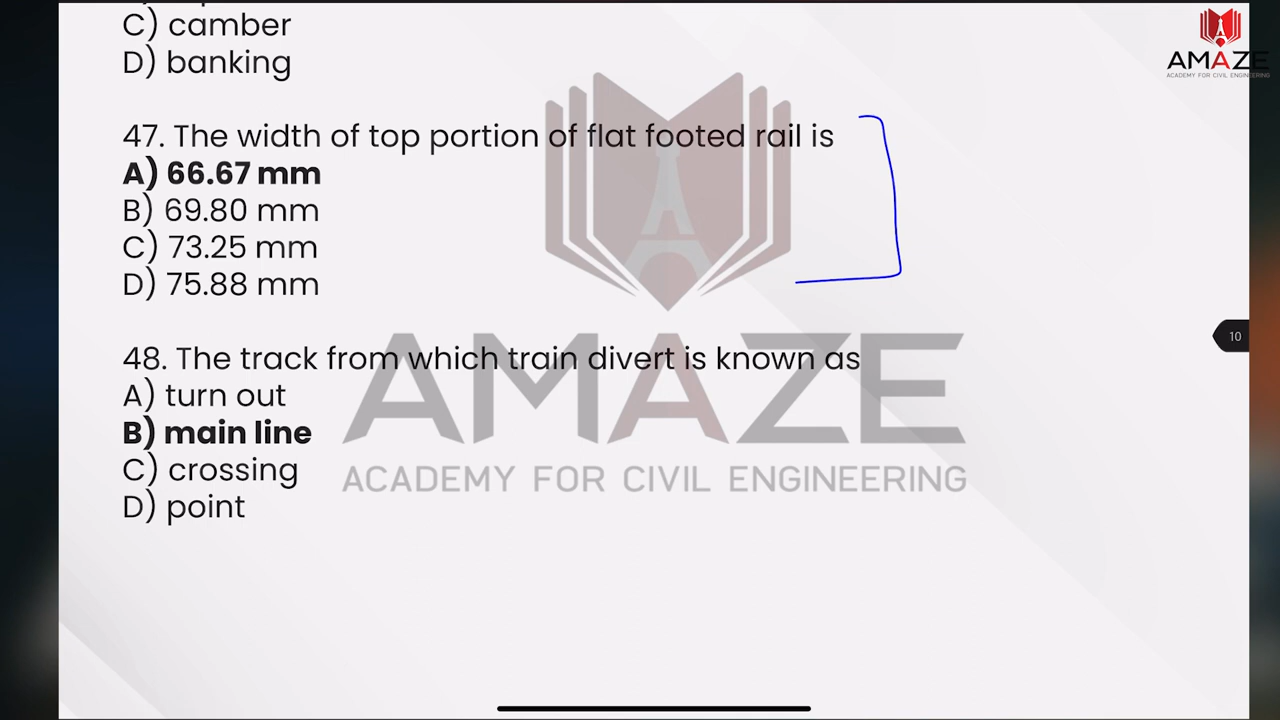 C) camber
D) banking
AMAZE
ACADEMY FOR CIVIL ENGINEERING
47. The width of top portion of flat footed rail is
A) 66.67 mm
B) 69.80 mm
C) 73.25 mm
D) 75.88 mm
10
48. The track from which train divert is known as
A) turn out
B) main line
C) crossing
D) point
AMAZE
ACADEMY FOR CIVIL ENGINEERING